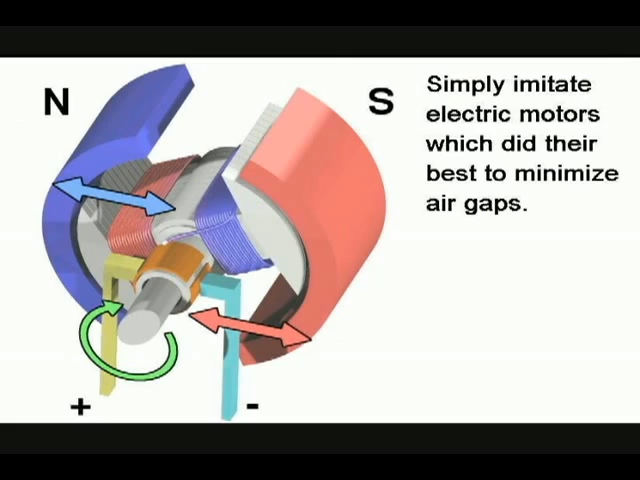 N
S
Simply imitate
electric motors
which did their
best to minimize
air gaps.
+
-